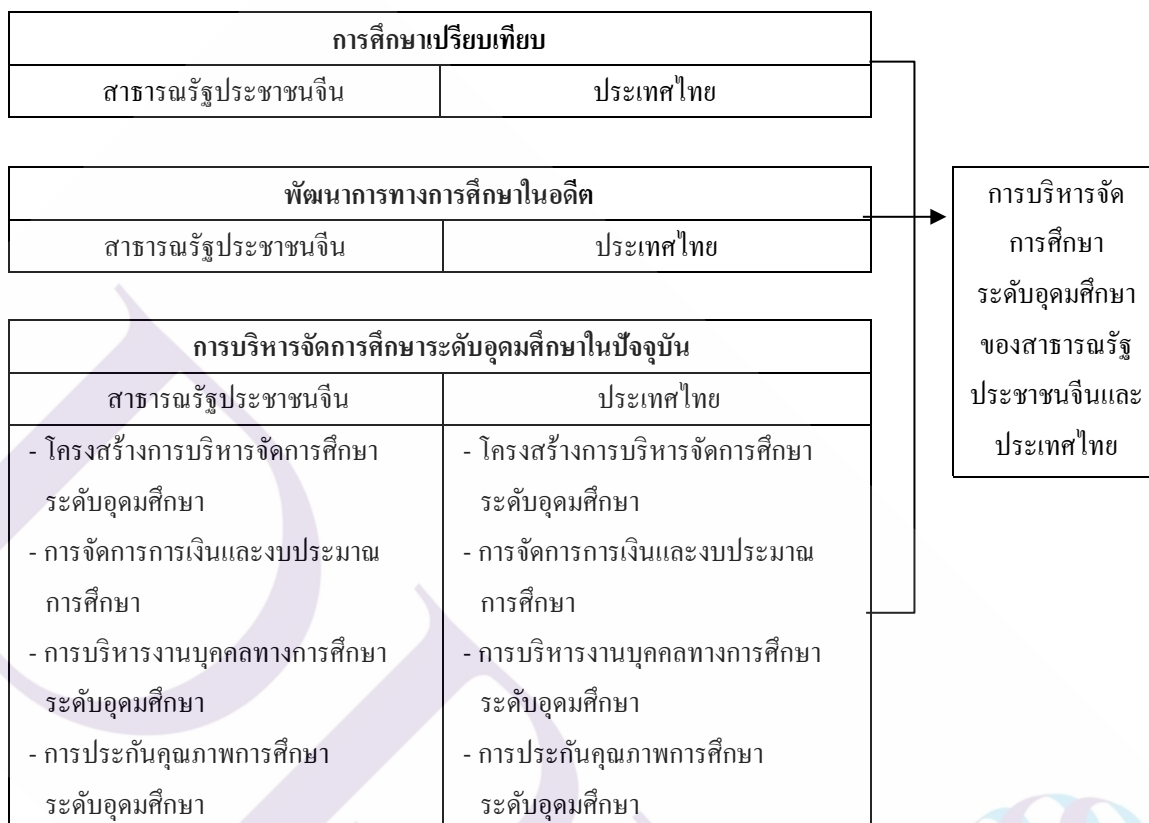 การศึกษาเปรียบเทียบ
สาธารณรัฐประชาชนจีน ประเทศไทย
พัฒนาการทางการศึกษาในอดีต
สาธารณรัฐประชาชนจีน ประเทศไทย
การบริหารจัดการศึกษาระดับอุดมศึกษาในปัจจุบัน
สาธารณรัฐประชาชนจีน ประเทศไทย
- โครงสร้างการบริหารจัดการศึกษา
ระดับอุดมศึกษา
- การจัดการการเงินและงบประมาณ
การศึกษา
- การบริหารงานบุคคลทางการศึกษา
ระดับอุดมศึกษา
- การประกันคุณภาพการศึกษา
ระดับอุดมศึกษา
- โครงสร้างการบริหารจัดการศึกษา
ระดับอุดมศึกษา
- การจัดการการเงินและงบประมาณ
การศึกษา
- การบริหารงานบุคคลทางการศึกษา
ระดับอุดมศึกษา
- การประกันคุณภาพการศึกษา
ระดับอุดมศึกษา
การบริหารจัด
การศึกษา
ระดับอุดมศึกษา
ของสาธารณรัฐ
ประชาชนจีนและ
ประเทศไทย